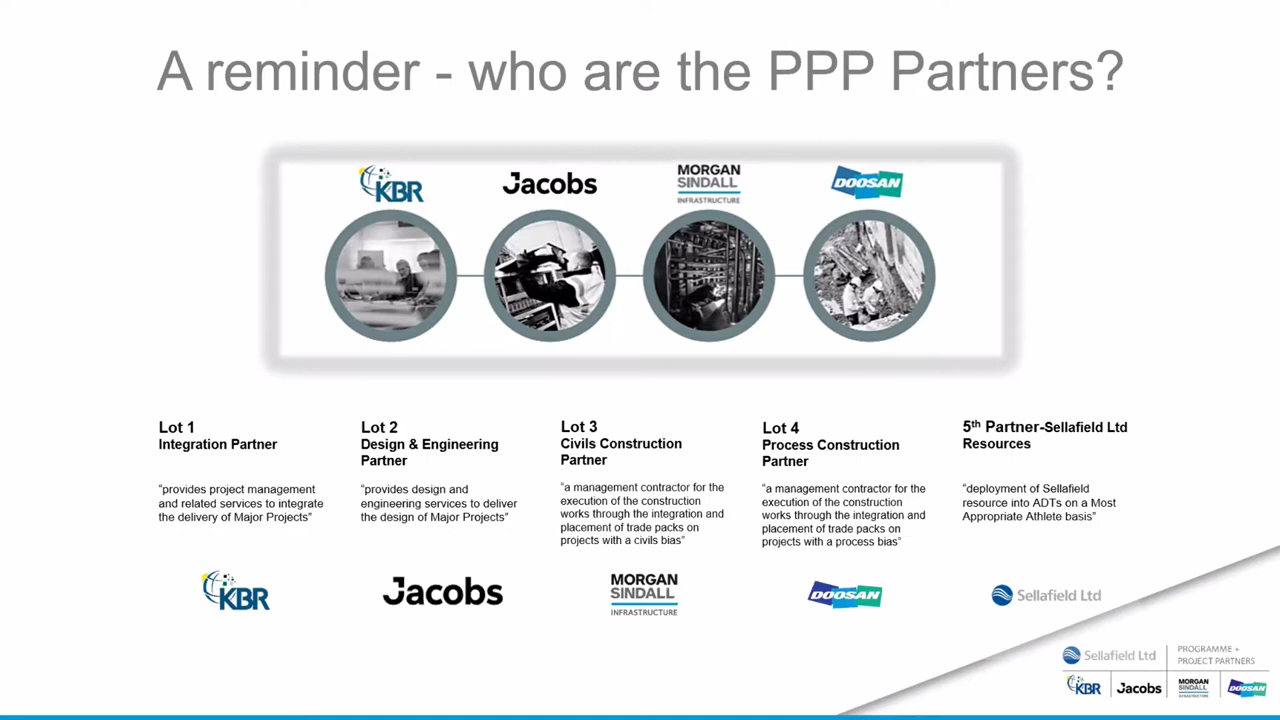 A reminder - who are the PPP Partners?
KBR
Jacobs
MORGAN
SINDALL
INFRASTRUCTURE
DOOSAN
Lot 1
Integration Partner
“provides project management
and related services to integrate
the delivery of Major Projects”
Lot 2
Design & Engineering
Partner
“provides design and
engineering services to deliver
the design of Major Projects”
Lot 3
Civils Construction
Partner
“a management contractor for the
execution of the construction
works through the integration and
placement of trade packs on
projects with a civils bias”
Lot 4
Process Construction
Partner
“a management contractor for the
execution of the construction
works through the integration and
placement of trade packs on
projects with a process bias”
5th Partner-Sellafield Ltd
Resources
“deployment of Sellafield
resource into ADTs on a Most
Appropriate Athlete basis”
KBR
Jacobs
MORGAN
SINDALL
INFRASTRUCTURE
DOOSAN
Sellafield Ltd
Sellafield Ltd
PROGRAMME +
PROJECT PARTNERS
KBR
Jacobs
MORGAN
SINDALL
INFRASTRUCTURE
DOOSAN